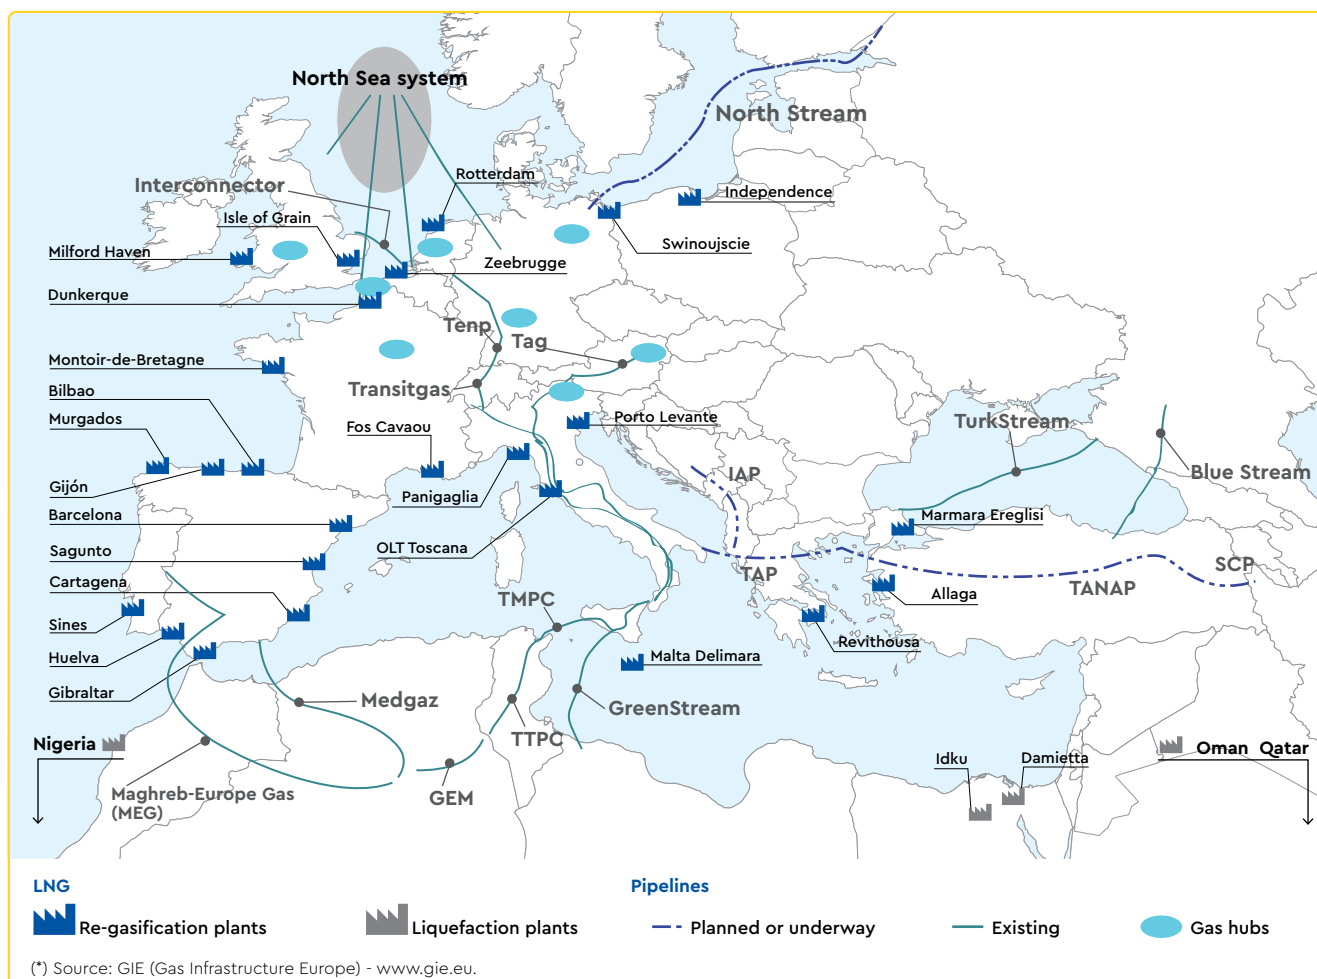 North Sea system
North Stream
Rotterdam
Interconnector
Independence
Isle of Grain
Swinoujscie
Milford Haven
Zeebrugge
Dunkerque
Tenp
Tag
Montoir-de-Bretagne
Transitgas
Bilbao
Murgados
Fos Cavaou
Porto Levante
TurkStream
IAP
Blue Stream
Gijón
Panigaglia
Barcelona
Marmara Ereglisi
Sagunto
OLT Toscana
Cartagena
TAP
TANAP
SCP
Allaga
TMPC
Sines
Revithousa
Huelva
Malta Delimara
Gibraltar
Medgaz
GreenStream
TTPC
Nigeria
Oman Qatar
Idku
Damietta
Maghreb-Europe Gas
(MEG)
GEM
LNG
Pipelines
Re-gasification plants
Liquefaction plants
Planned or underway
Existing
Gas hubs
(*) Source: GIE (Gas Infrastructure Europe) - www.gie.eu.